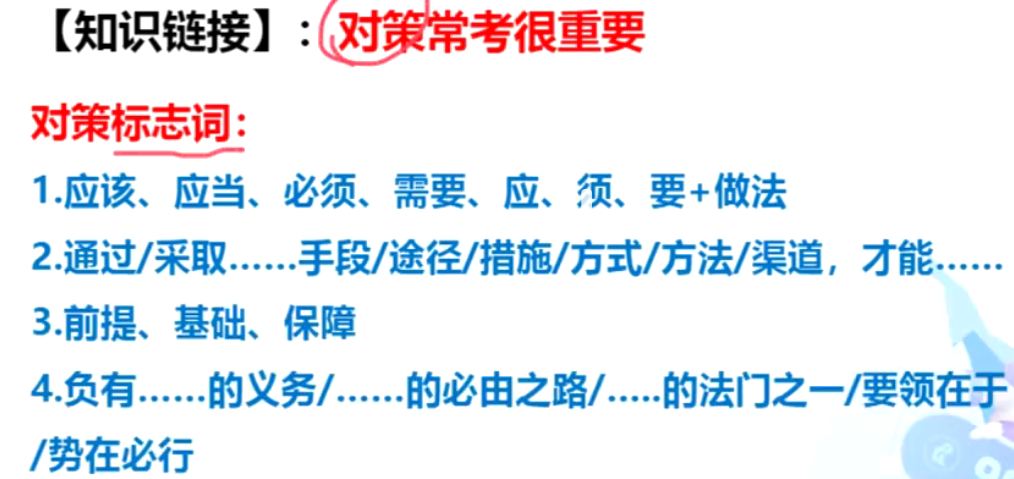 【知识链接】:对策常考很重要
对策标志词:
1.应该、应当、必须、需要、应、须、要+做法
2.通过/采取……手段/途径/措施/方式/方法/渠道，才能……
3.前提、基础、保障
4.负有……的义务/……的必由之路/…..的法门之一/要领在于
/势在必行